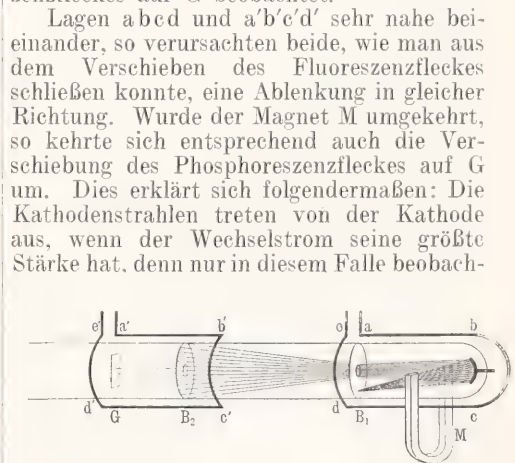 Lagen abcd und a'b'c'd' sehr nahe bei-
einander, so verursachten beide, wie man aus
dem Verschieben des Fluoreszenzfleckes
schließen konnte, eine Ablenkung in gleicher
Richtung. Wurde der Magnet M umgekehrt,
so kehrte sich entsprechend auch die Ver-
schiebung des Phosphoreszenzfleckes auf G
um. Dies erklärt sich folgendermaßen: Die
Kathodenstrahlen treten von der Kathode
aus, wenn der Wechselstrom seine größte
Stärke hat, denn nur in diesem Falle beobach-
e' a' b' e a b
d' G B₂ c' d B₁ c
M